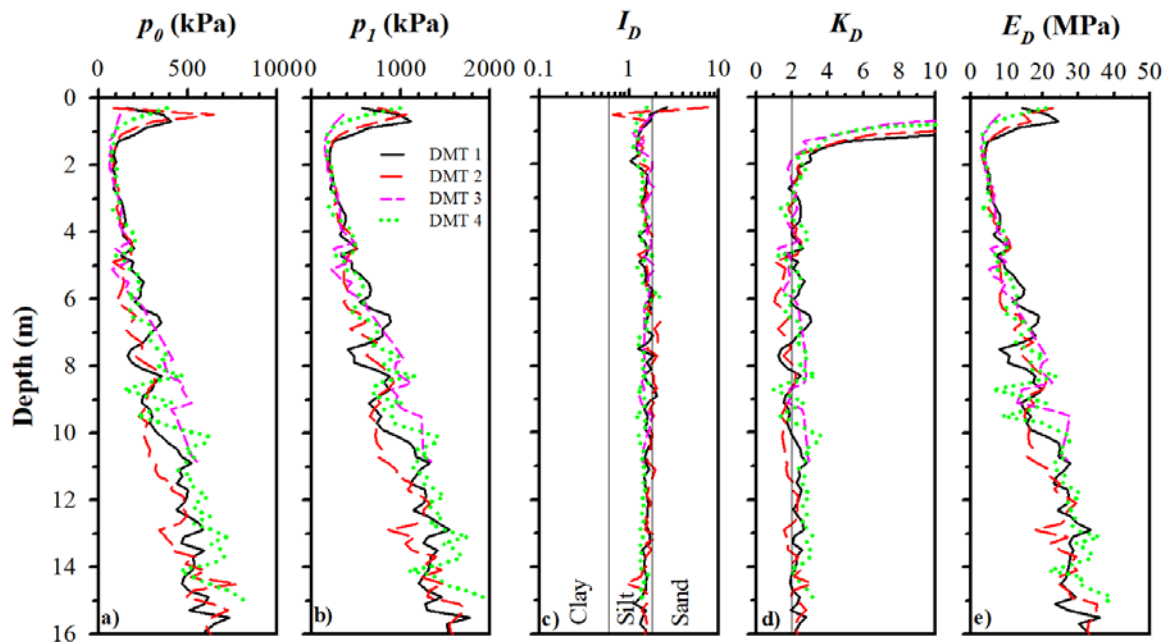 p0 (kPa) p1 (kPa) ID KD ED (MPa)
0 500 10000 1000 2000 0.1 1 10 0 2 4 6 8 10 0 10 20 30 40 50
0
2
4
6
8
10
12
14
16
Depth (m)
DMT 1
DMT 2
DMT 3
DMT 4
Clay Silt Sand
a) b) c) d) e)